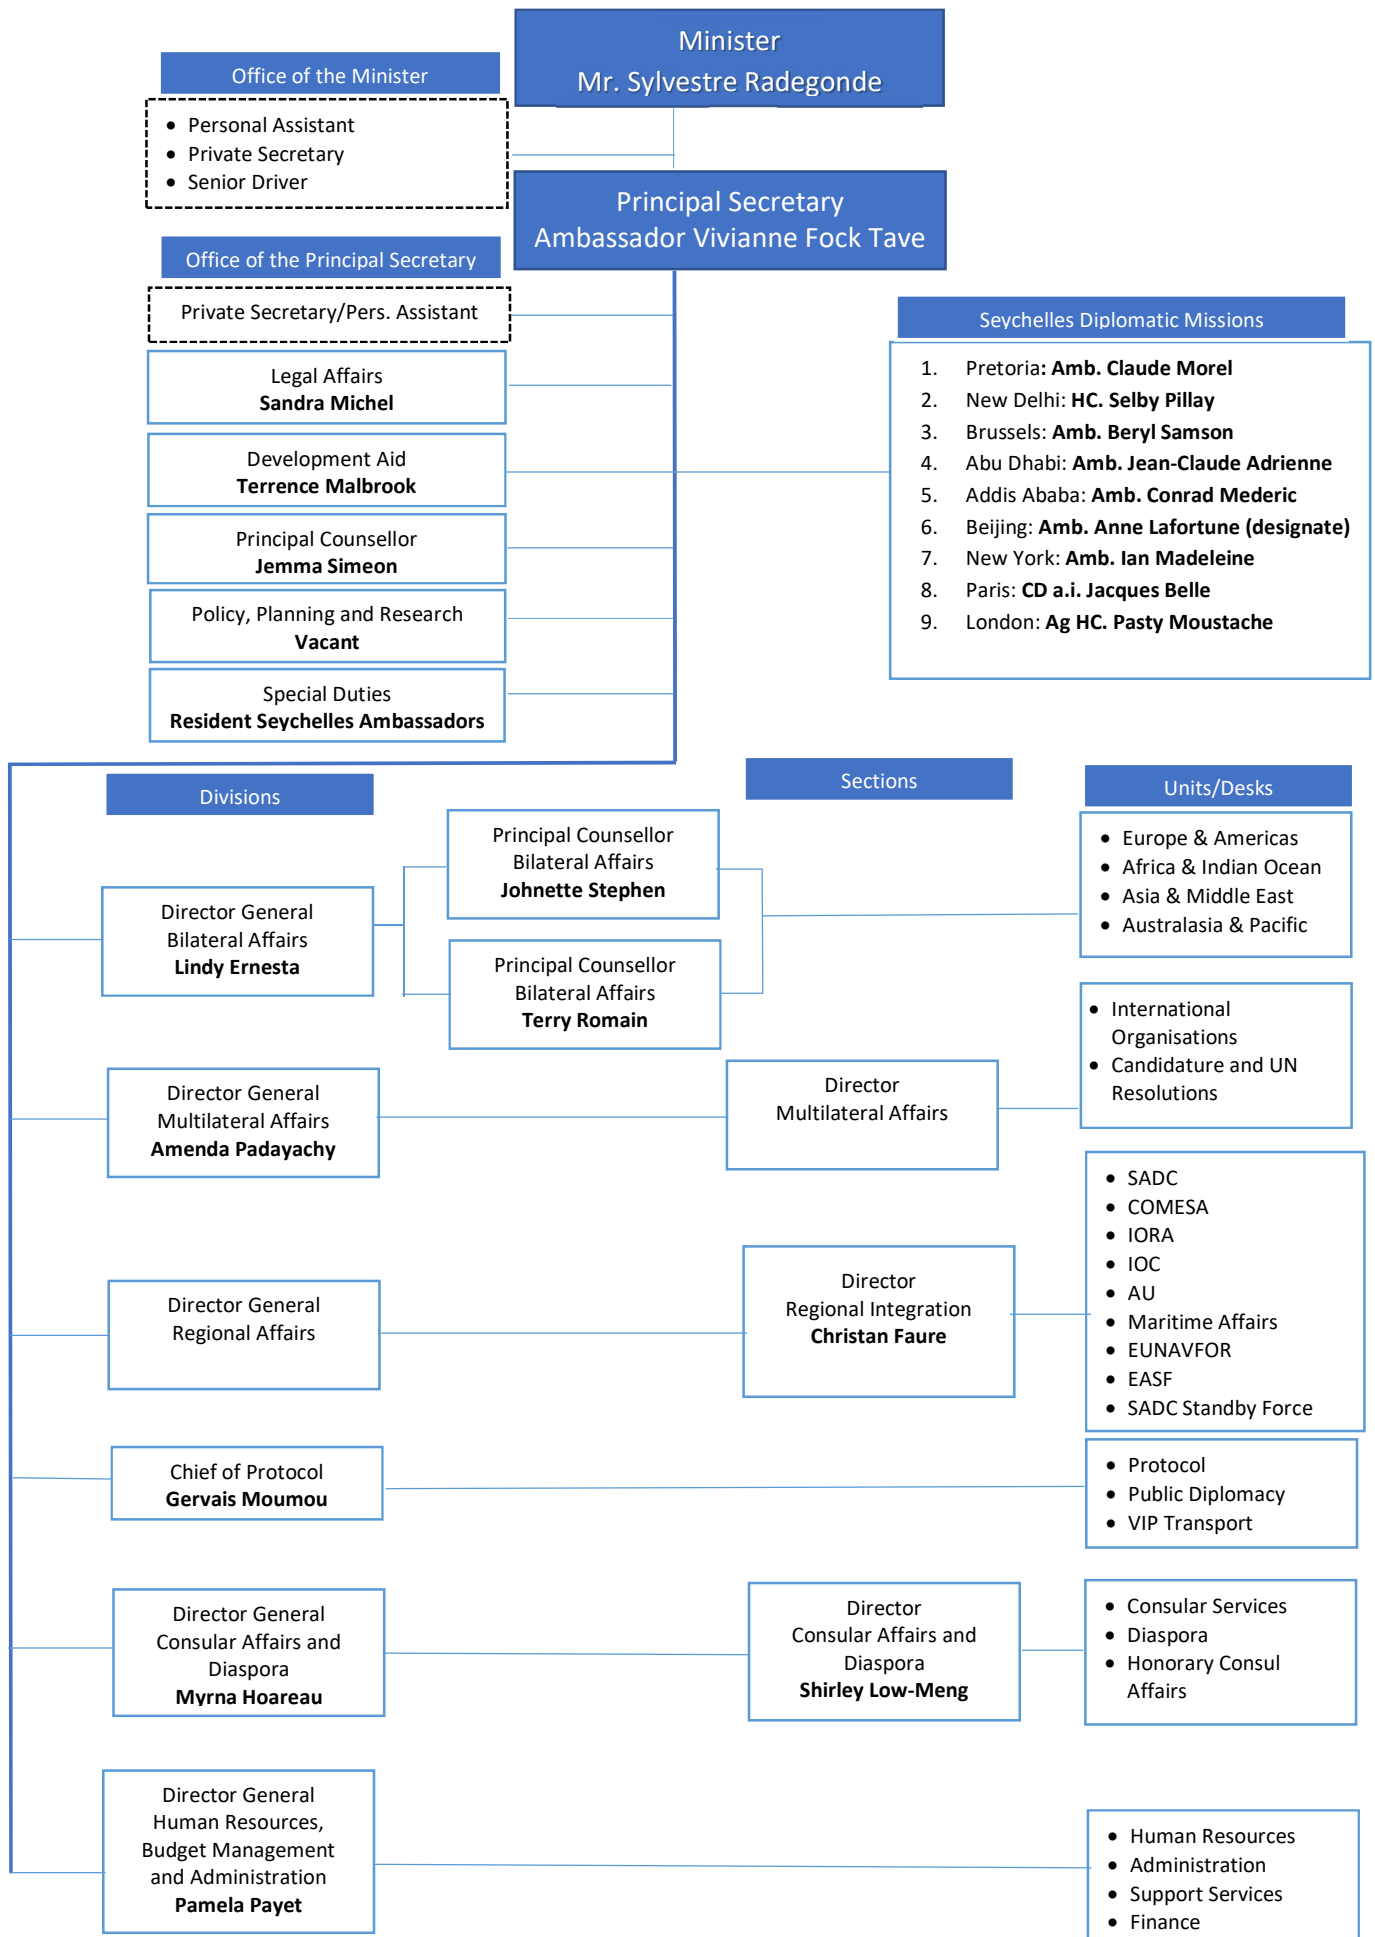 Minister
Mr. Sylvestre Radegonde
Office of the Minister
• Personal Assistant
• Private Secretary
• Senior Driver
Principal Secretary
Ambassador Vivianne Fock Tave
Office of the Principal Secretary
Private Secretary/Pers. Assistant
Legal Affairs
Sandra Michel
Development Aid
Terrence Malbrook
Principal Counsellor
Jemma Simeon
Policy, Planning and Research
Vacant
Special Duties
Resident Seychelles Ambassadors
Seychelles Diplomatic Missions
1. Pretoria: Amb. Claude Morel
2. New Delhi: HC. Selby Pillay
3. Brussels: Amb. Beryl Samson
4. Abu Dhabi: Amb. Jean-Claude Adrienne
5. Addis Ababa: Amb. Conrad Mederic
6. Beijing: Amb. Anne Lafortune (designate)
7. New York: Amb. Ian Madeleine
8. Paris: CD a.i. Jacques Belle
9. London: Ag HC. Pasty Moustache
Divisions
Sections
Units/Desks
Director General
Bilateral Affairs
Lindy Ernesta
Principal Counsellor
Bilateral Affairs
Johnette Stephen
Principal Counsellor
Bilateral Affairs
Terry Romain
• Europe & Americas
• Africa & Indian Ocean
• Asia & Middle East
• Australasia & Pacific
Director General
Multilateral Affairs
Amenda Padayachy
Director
Multilateral Affairs
• International
Organisations
• Candidature and UN
Resolutions
Director General
Regional Affairs
Director
Regional Integration
Christan Faure
• SADC
• COMESA
• IORA
• IOC
• AU
• Maritime Affairs
• EUNAVFOR
• EASF
• SADC Standby Force
Chief of Protocol
Gervais Moumou
• Protocol
• Public Diplomacy
• VIP Transport
Director General
Consular Affairs and
Diaspora
Myrna Hoareau
Director
Consular Affairs and
Diaspora
Shirley Low-Meng
• Consular Services
• Diaspora
• Honorary Consul
Affairs
Director General
Human Resources,
Budget Management
and Administration
Pamela Payet
• Human Resources
• Administration
• Support Services
• Finance